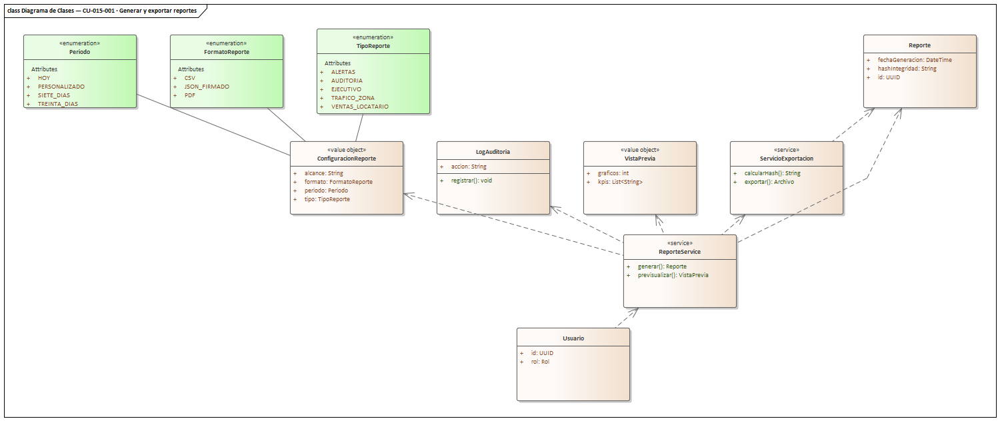 class Diagrama de Clases — CU-015-001 · Generar y exportar reportes
«enumeration»
Periodo
Attributes
+ HOY
+ PERSONALIZADO
+ SIETE_DIAS
+ TREINTA_DIAS
«enumeration»
FormatoReporte
Attributes
+ CSV
+ JSON_FIRMADO
+ PDF
«enumeration»
TipoReporte
Attributes
+ ALERTAS
+ AUDITORIA
+ EJECUTIVO
+ TRAFICO_ZONA
+ VENTAS_LOCATARIO
Reporte
+ fechaGeneracion: DateTime
+ hashIntegridad: String
+ id: UUID
«value object»
ConfiguracionReporte
+ alcance: String
+ formato: FormatoReporte
+ periodo: Periodo
+ tipo: TipoReporte
LogAuditoria
+ accion: String
+ registrar(): void
«value object»
VistaPrevia
+ graficos: int
+ kpis: List<String>
«service»
ServicioExportacion
+ calcularHash(): String
+ exportar(): Archivo
«service»
ReporteService
+ generar(): Reporte
+ previsualizar(): VistaPrevia
Usuario
+ id: UUID
+ rol: Rol